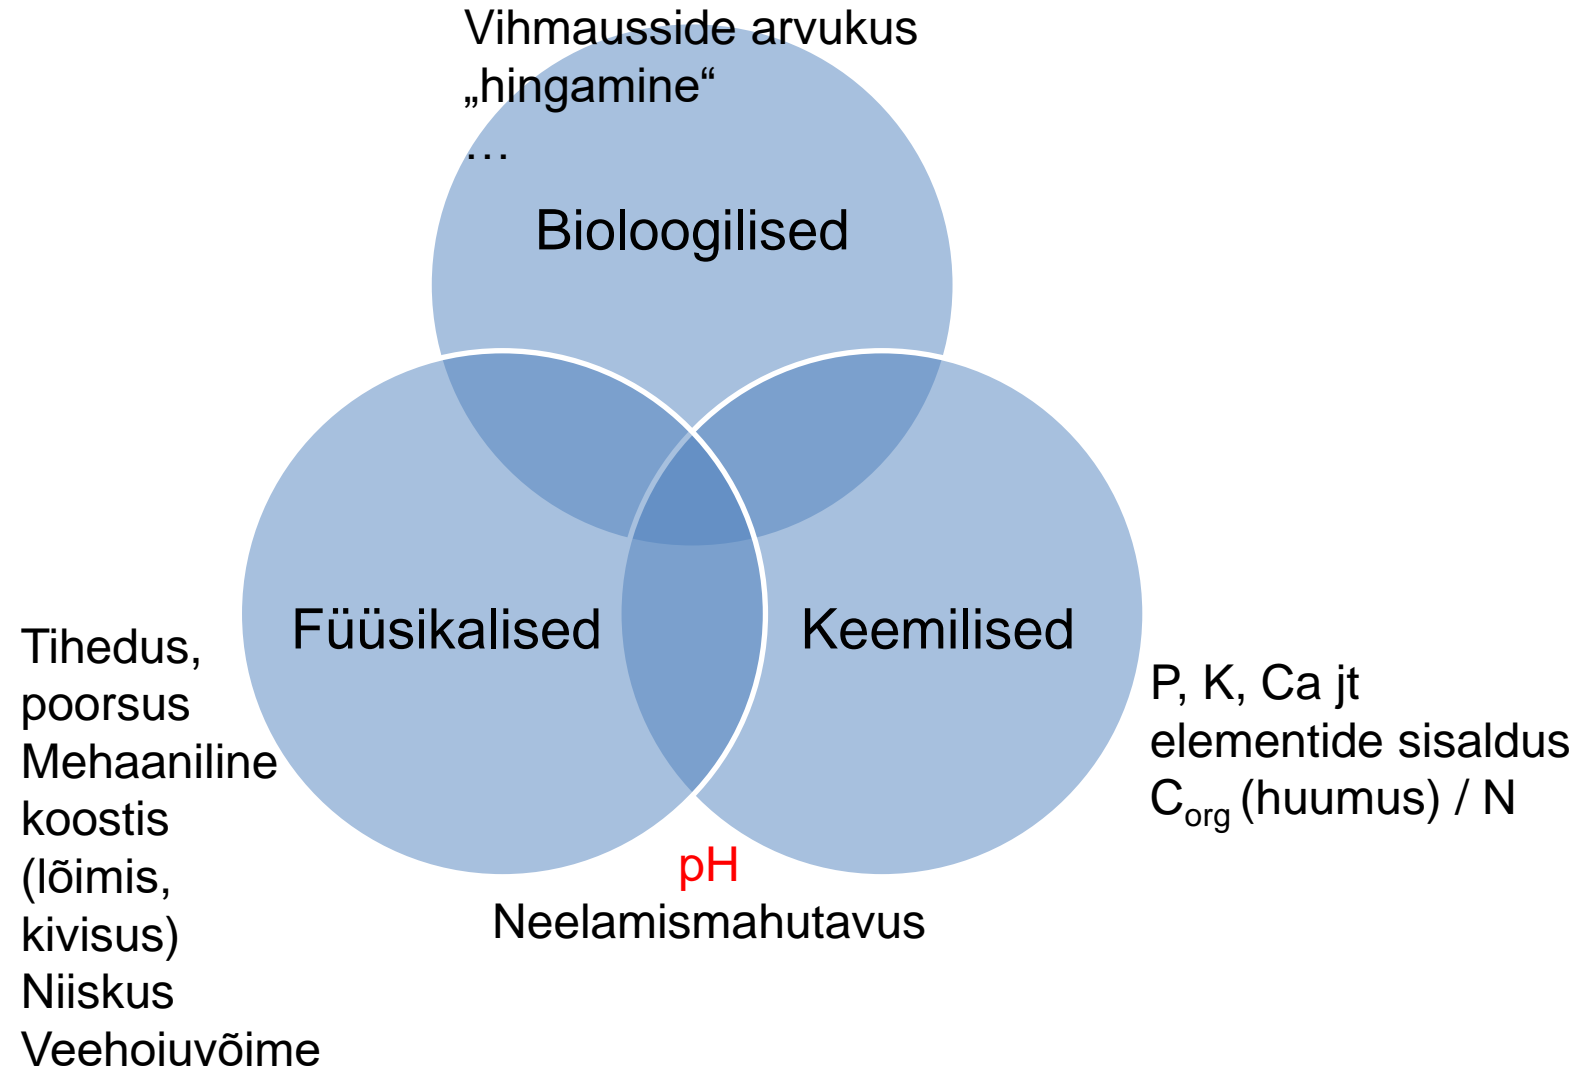 Vihmausside arvukus
„hingamine“
…
Bioloogilised
Füüsikalised
Keemilised
Tihedus,
poorsus
Mehaaniline
koostis
(lõimis,
kivisus)
Niiskus
Veehoiuvõime
P, K, Ca jt
elementide sisaldus
Corg (huumus) / N
pH
Neelamismahutavus